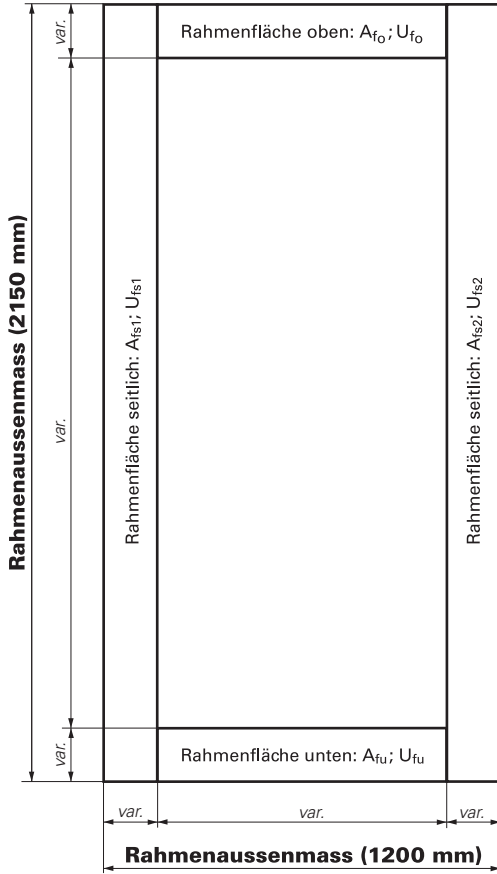 var.
Rahmenfläche oben: Afo; Ufo
Rahmenaussenmass (2150 mm)
var.
Rahmenfläche seitlich: Afs1; Ufs1
Rahmenfläche seitlich: Afs2; Ufs2
var.
Rahmenfläche unten: Afu; Ufu
var.
var.
var.
Rahmenaussenmass (1200 mm)